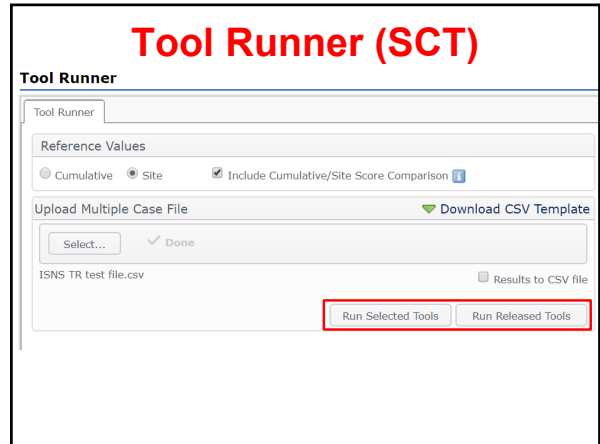 Tool Runner (SCT)
Tool Runner
Tool Runner
Reference Values
Cumulative Site Include Cumulative/Site Score Comparison i
Upload Multiple Case File Download CSV Template
Select... Done
ISNS TR test file.csv Results to CSV file
Run Selected Tools Run Released Tools